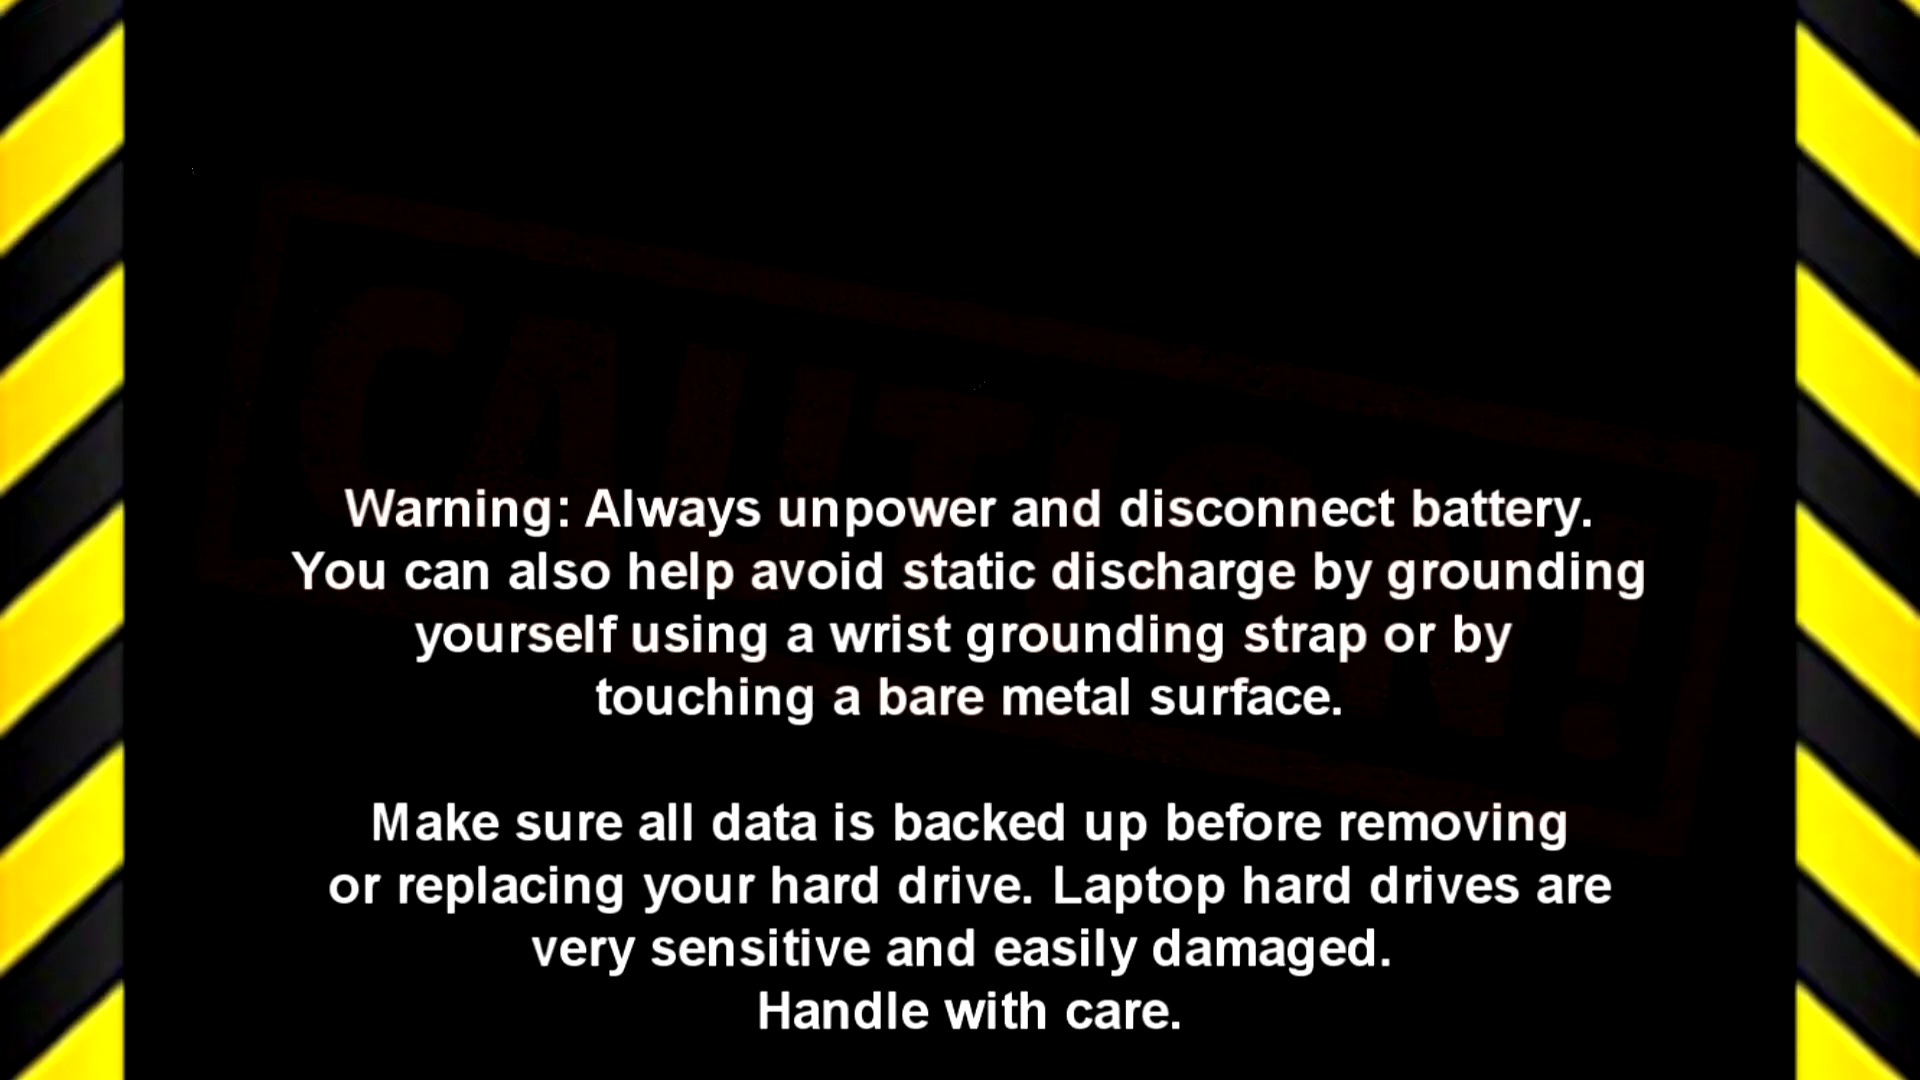 CAUTION!
Warning: Always unpower and disconnect battery.
You can also help avoid static discharge by grounding
yourself using a wrist grounding strap or by
touching a bare metal surface.
Make sure all data is backed up before removing
or replacing your hard drive. Laptop hard drives are
very sensitive and easily damaged.
Handle with care.